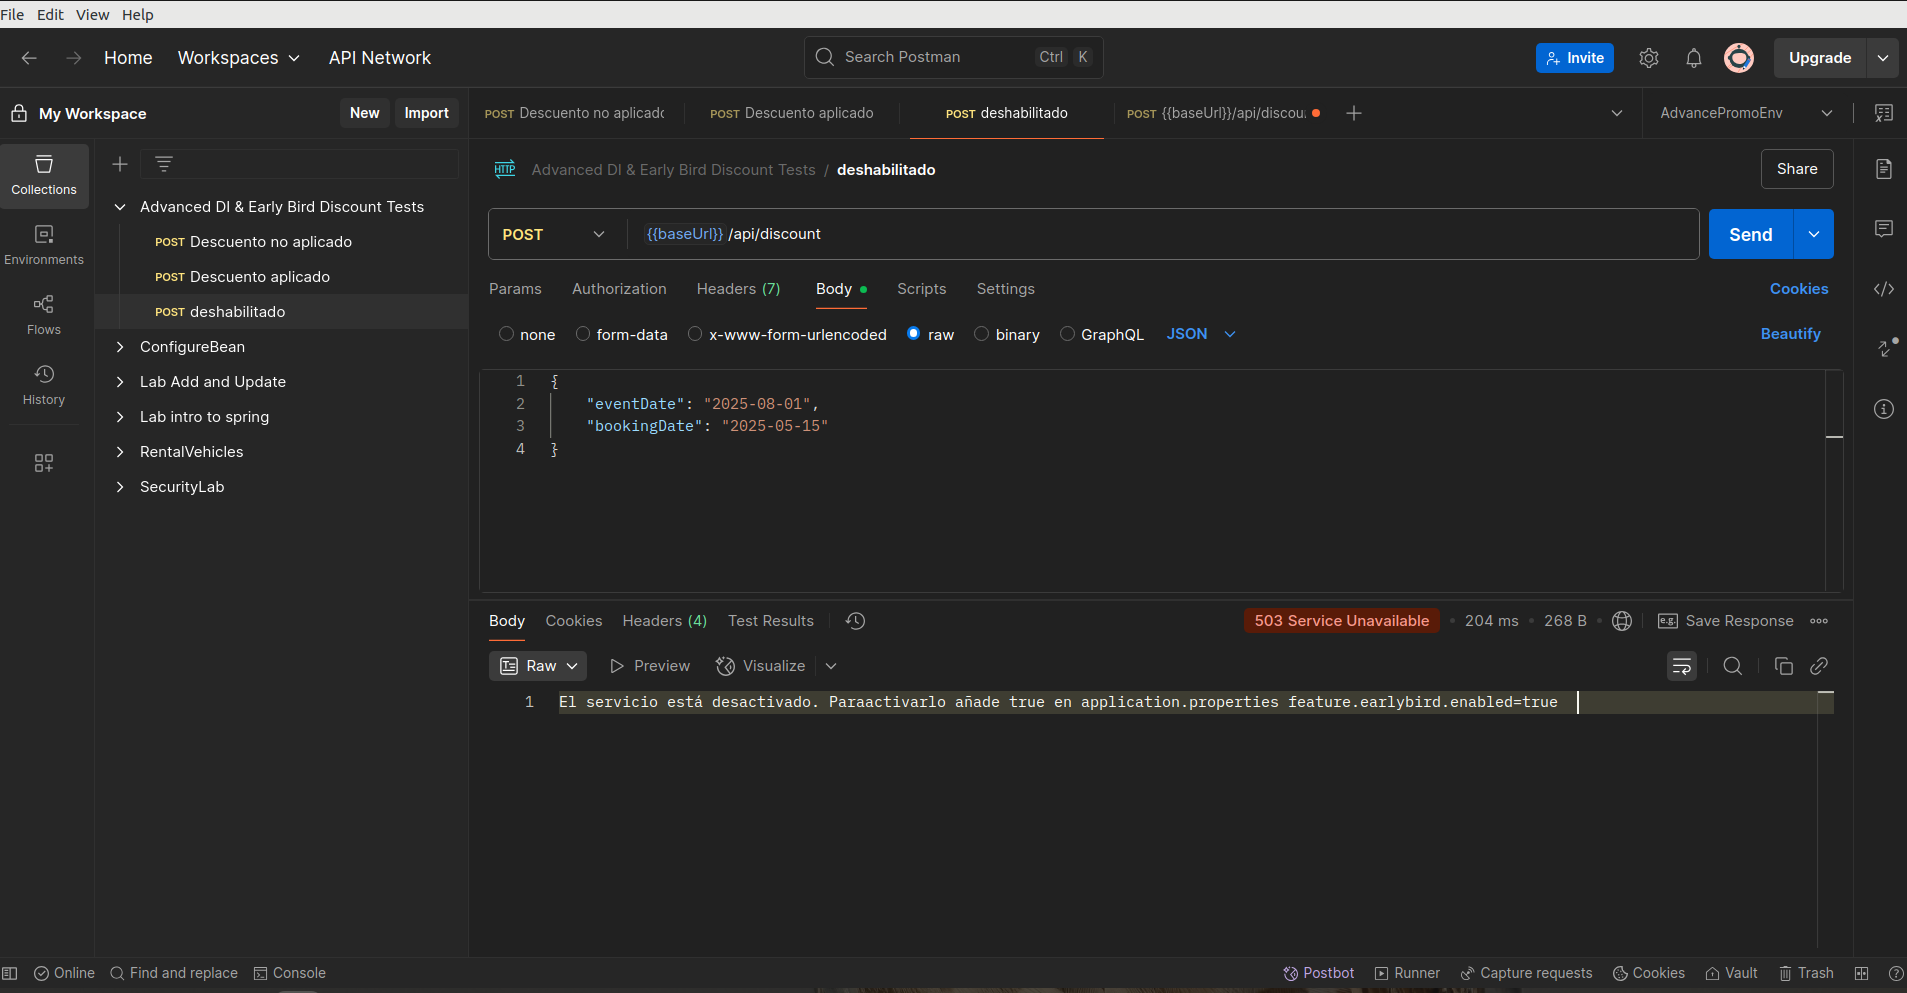 File Edit View Help
Home Workspaces API Network Search Postman Ctrl K Invite Upgrade
My Workspace New Import POST Descuento no aplicado POST Descuento aplicado POST deshabilitado POST {{baseUrl}}/api/discou AdvancePromoEnv
Collections
Environments
Flows
History
Advanced DI & Early Bird Discount Tests
POST Descuento no aplicado
POST Descuento aplicado
POST deshabilitado
ConfigureBean
Lab Add and Update
Lab intro to spring
RentalVehicles
SecurityLab
HTTP Advanced DI & Early Bird Discount Tests / deshabilitado Share
POST {{baseUrl}} /api/discount Send
Params Authorization Headers (7) Body Scripts Settings Cookies
none form-data x-www-form-urlencoded raw binary GraphQL JSON Beautify
1 {
2 "eventDate": "2025-08-01",
3 "bookingDate": "2025-05-15"
4 }
Body Cookies Headers (4) Test Results 503 Service Unavailable 204 ms 268 B e.g. Save Response
Raw Preview Visualize
1 El servicio está desactivado. Paraactivarlo añade true en application.properties feature.earlybird.enabled=true
Online Find and replace Console Postbot Runner Capture requests Cookies Vault Trash